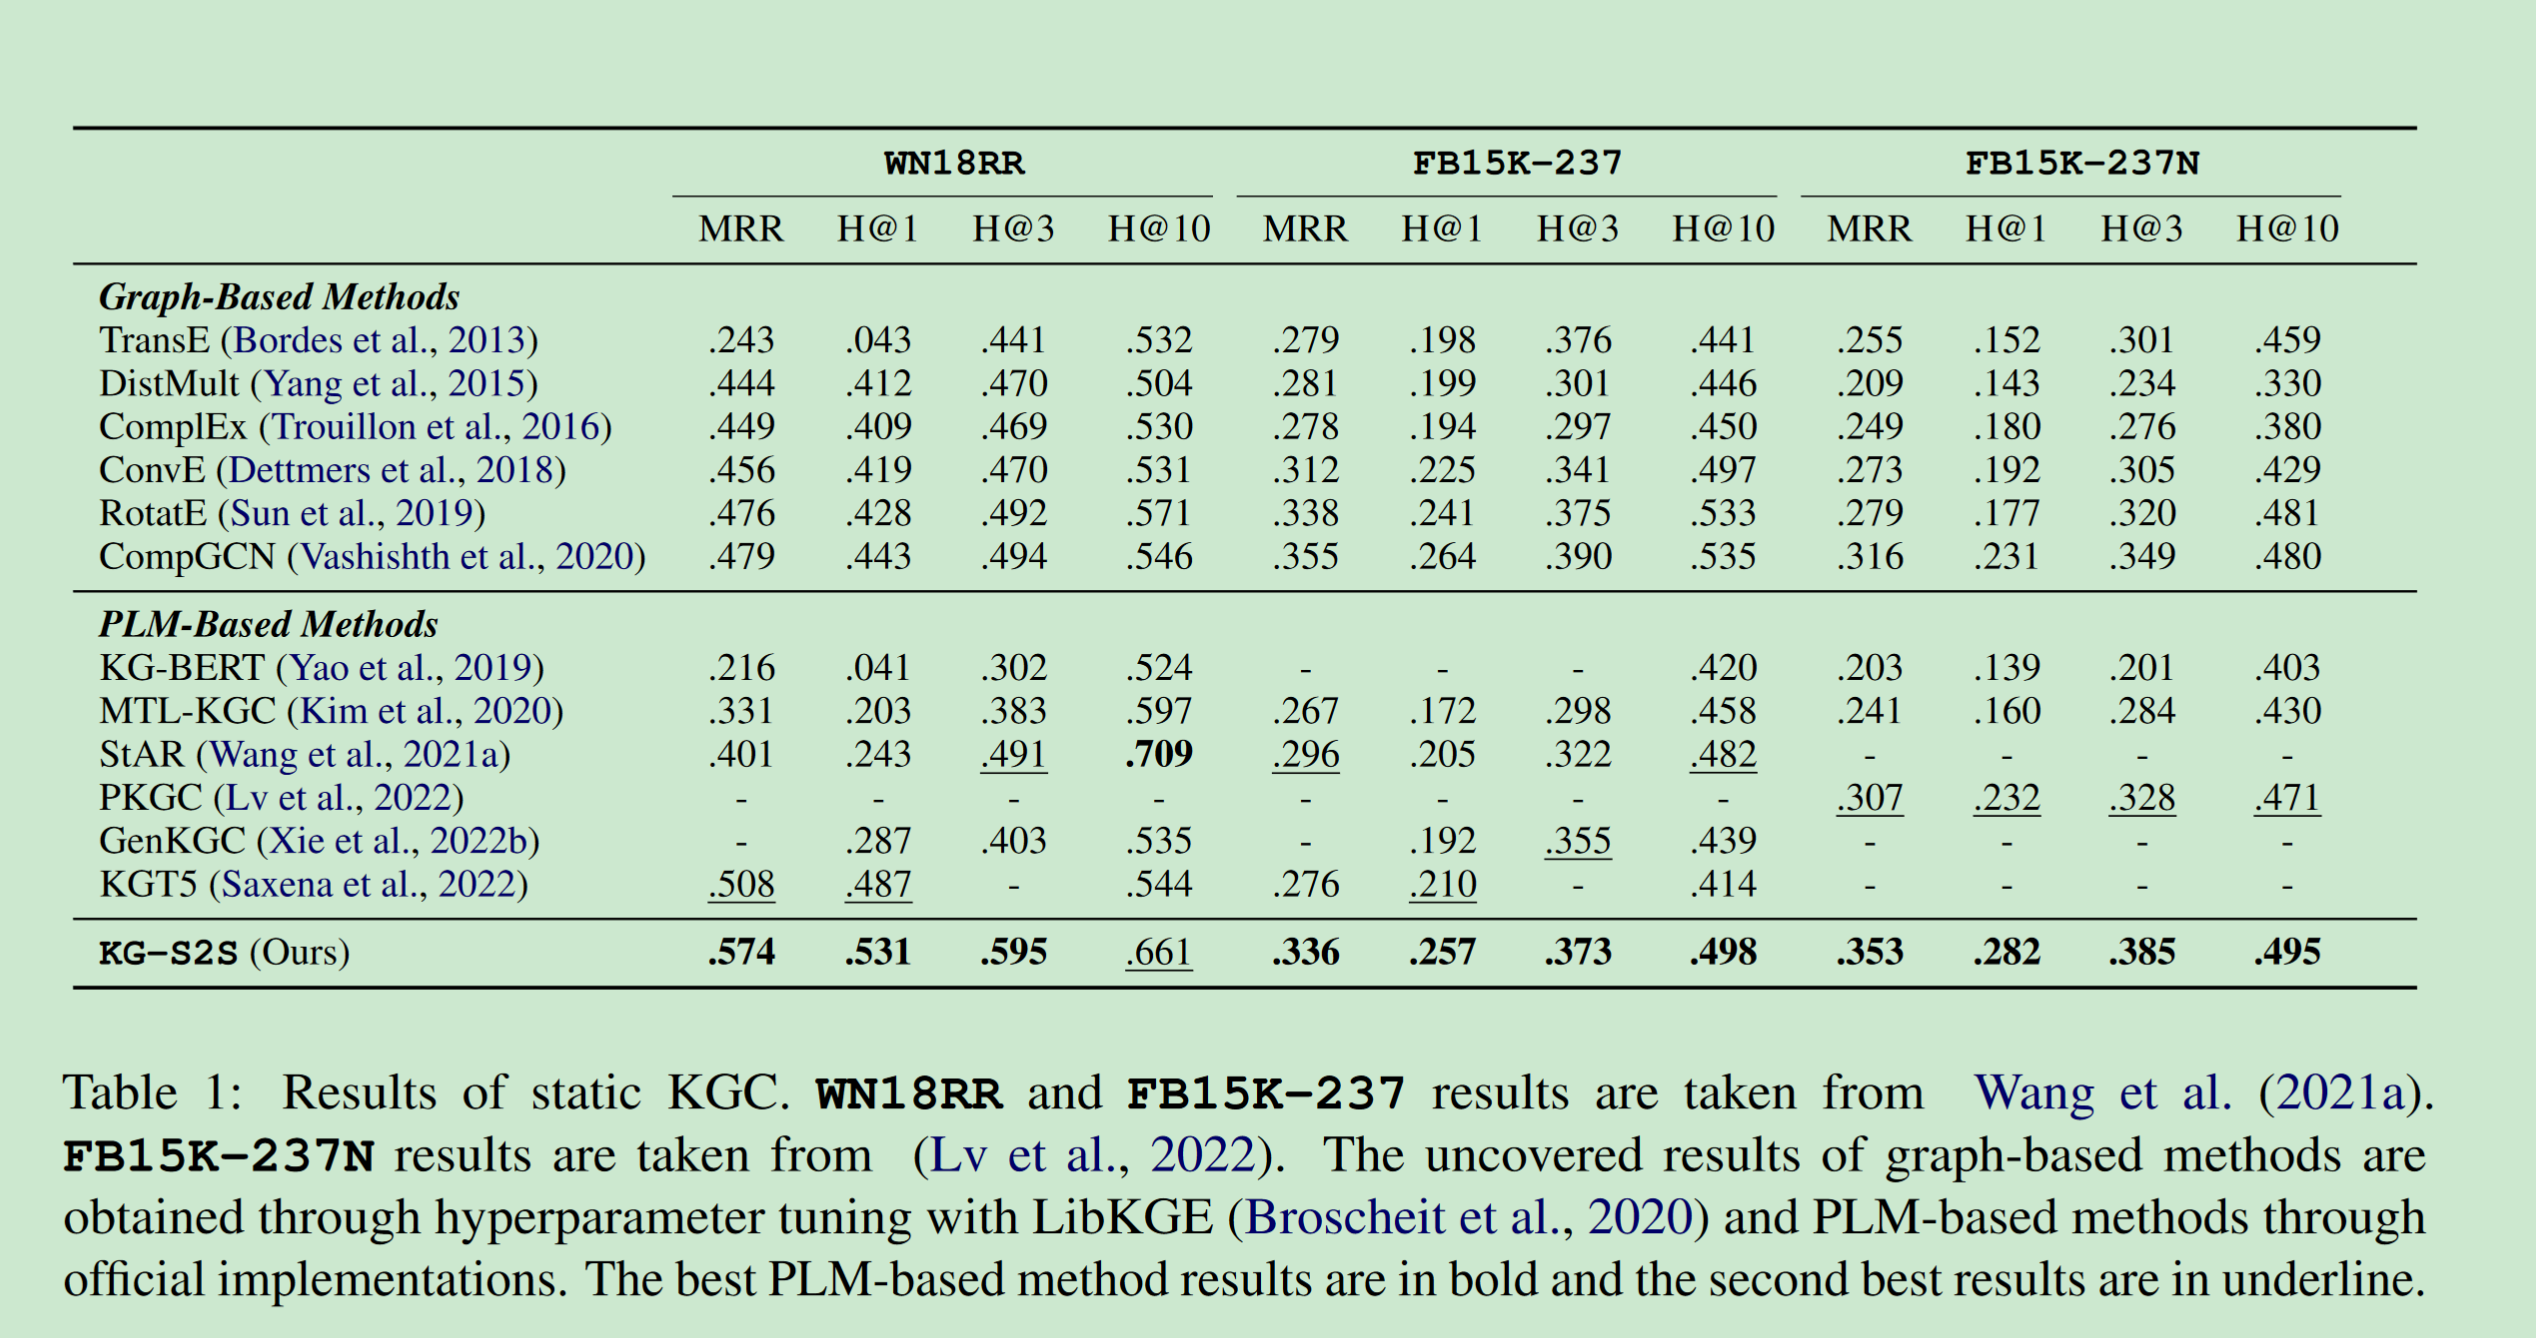 WN18RR FB15K-237 FB15K-237N
MRR H@1 H@3 H@10 MRR H@1 H@3 H@10 MRR H@1 H@3 H@10
Graph-Based Methods
TransE (Bordes et al., 2013) .243 .043 .441 .532 .279 .198 .376 .441 .255 .152 .301 .459
DistMult (Yang et al., 2015) .444 .412 .470 .504 .281 .199 .301 .446 .209 .143 .234 .330
ComplEx (Trouillon et al., 2016) .449 .409 .469 .530 .278 .194 .297 .450 .249 .180 .276 .380
ConvE (Dettmers et al., 2018) .456 .419 .470 .531 .312 .225 .341 .497 .273 .192 .305 .429
RotatE (Sun et al., 2019) .476 .428 .492 .571 .338 .241 .375 .533 .279 .177 .320 .481
CompGCN (Vashishth et al., 2020) .479 .443 .494 .546 .355 .264 .390 .535 .316 .231 .349 .480
PLM-Based Methods
KG-BERT (Yao et al., 2019) .216 .041 .302 .524 - - - .420 .203 .139 .201 .403
MTL-KGC (Kim et al., 2020) .331 .203 .383 .597 .267 .172 .298 .458 .241 .160 .284 .430
StAR (Wang et al., 2021a) .401 .243 .491 .709 .296 .205 .322 .482 - - - -
PKGC (Lv et al., 2022) - - - - - - - - .307 .232 .328 .471
GenKGC (Xie et al., 2022b) - .287 .403 .535 - .192 .355 .439 - - - -
KGT5 (Saxena et al., 2022) .508 .487 - .544 .276 .210 - .414 - - - -
KG-S2S (Ours) .574 .531 .595 .661 .336 .257 .373 .498 .353 .282 .385 .495
Table 1: Results of static KGC. WN18RR and FB15K-237 results are taken from Wang et al. (2021a).
FB15K-237N results are taken from (Lv et al., 2022). The uncovered results of graph-based methods are
obtained through hyperparameter tuning with LibKGE (Broscheit et al., 2020) and PLM-based methods through
official implementations. The best PLM-based method results are in bold and the second best results are in underline.